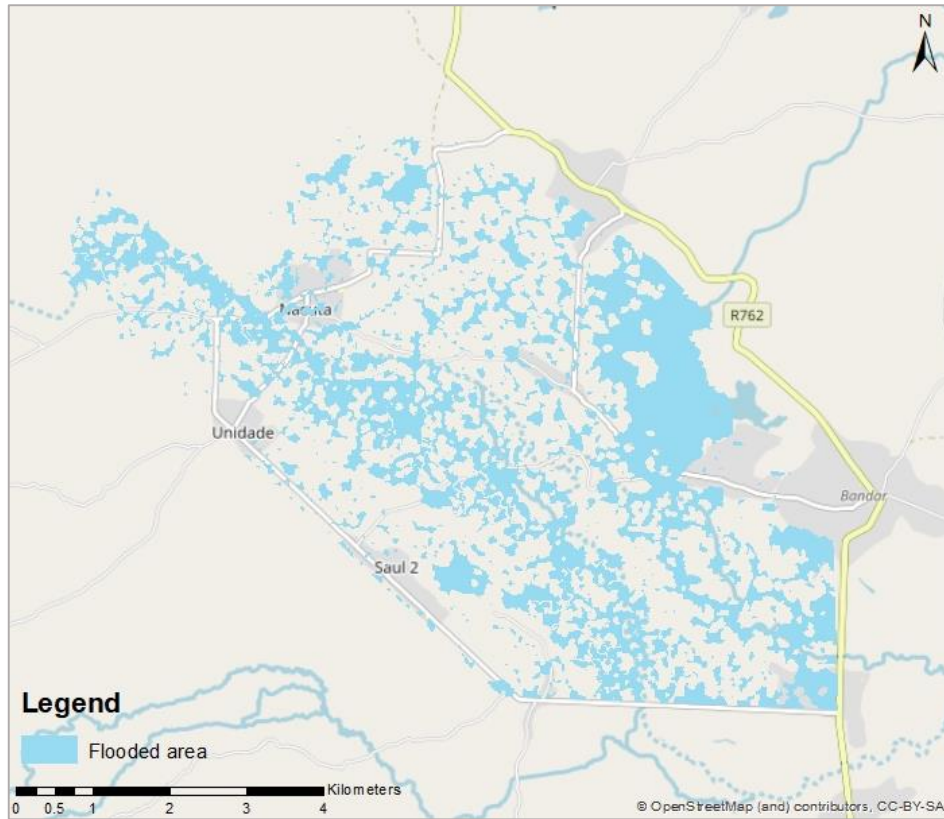 N
R762
Unidade
Bandor
Saul 2
Legend
Flooded area
Kilometers
0 0.5 1 2 3 4
© OpenStreetMap (and) contributors, CC-BY-SA